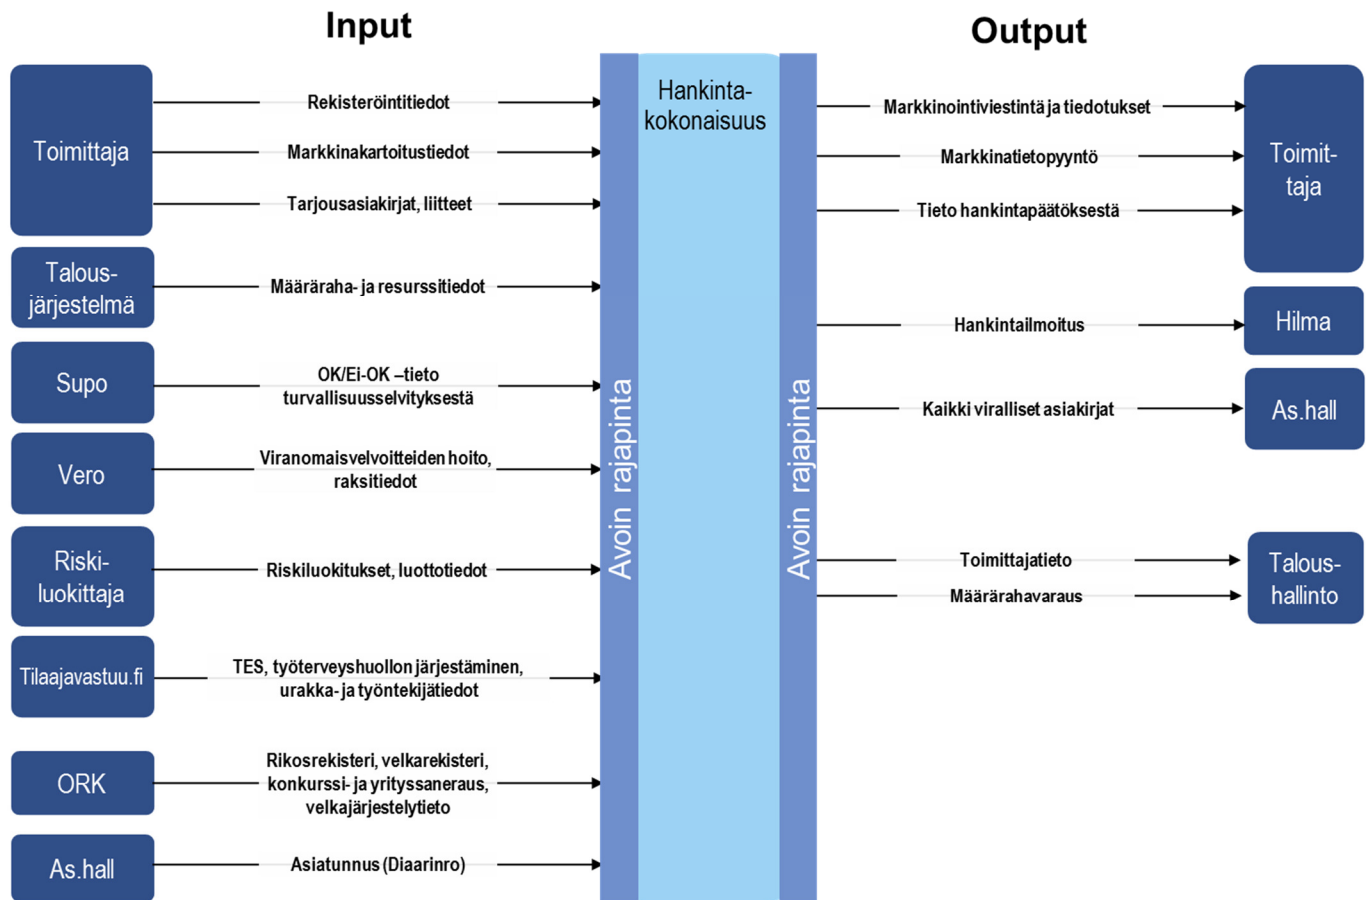 Input
Output
Toimittaja
Rekisteröintitiedot
Markkinakartoitustiedot
Tarjousasiakirjat, liitteet
Talous-
järjestelmä
Määräraha- ja resurssitiedot
Supo
OK/Ei-OK –tieto
turvallisuusselvityksestä
Vero
Viranomaisvelvoitteiden hoito,
raksitiedot
Riski-
luokittaja
Riskiluokitukset, luottotiedot
Tilaajavastuu.fi
TES, työterveyshuollon järjestäminen,
urakka- ja työntekijätiedot
ORK
Rikosrekisteri, velkarekisteri,
konkurssi- ja yrityssaneraus,
velkajärjestelytieto
As.hall
Asiatunnus (Diaarinro)
Avoin rajapinta
Hankinta-
kokonaisuus
Avoin rajapinta
Markkinointiviestintä ja tiedotukset
Markkinatietopyyntö
Tieto hankintapäätöksestä
Toimit-
taja
Hankintailmoitus
Hilma
Kaikki viralliset asiakirjat
As.hall
Toimittajatieto
Määrärahavaraus
Talous-
hallinto